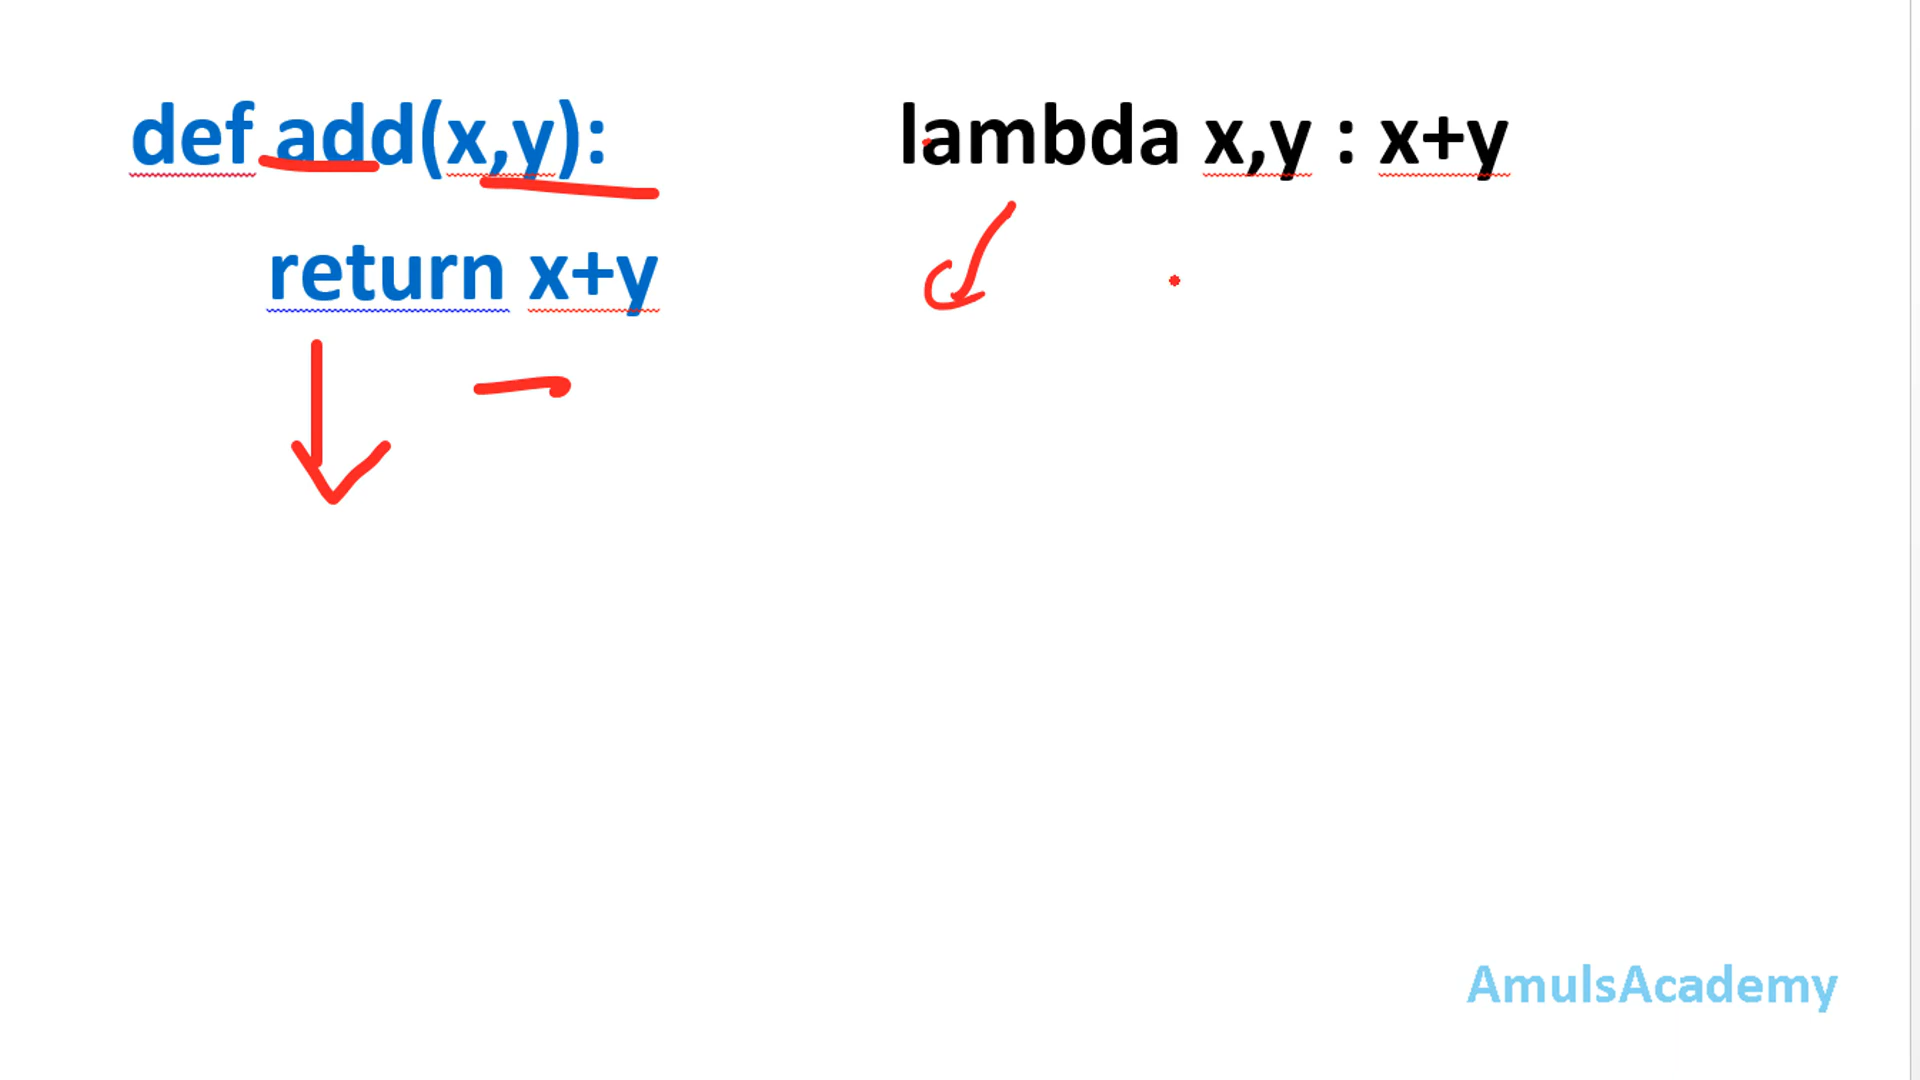 def add(x,y):
return x+y
lambda x,y : x+y
AmulsAcademy